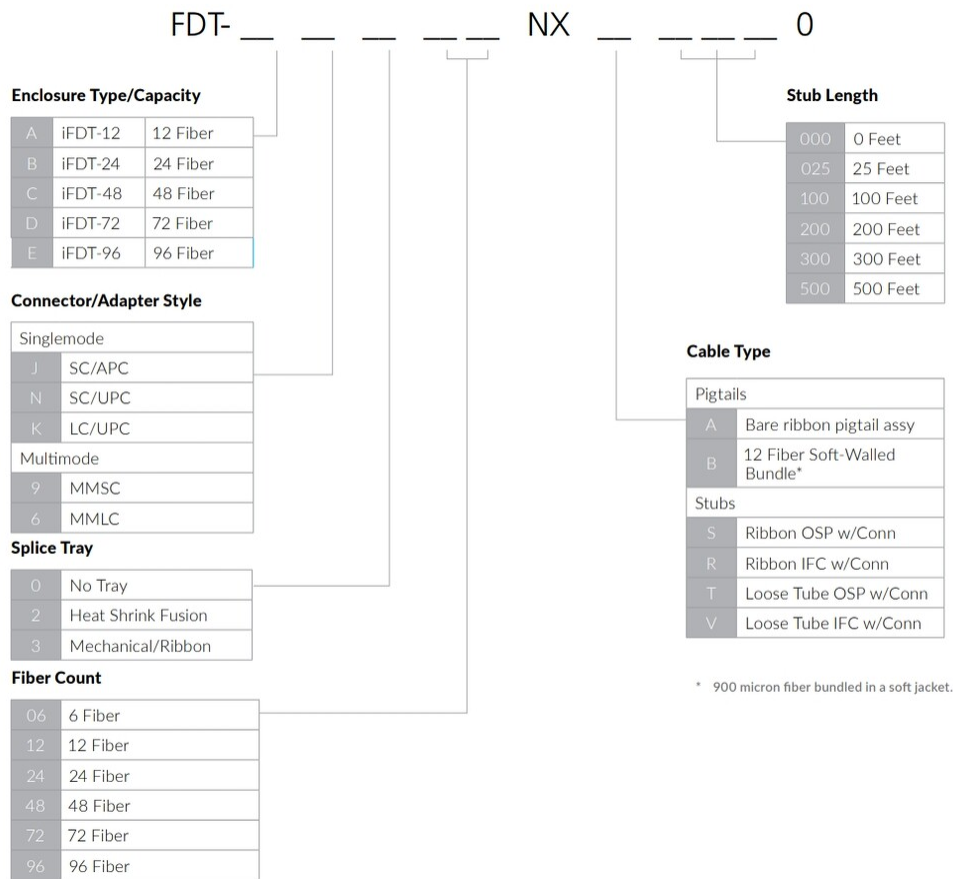 FDT- __ __ __ __ __ NX __ __ __ __ 0
Enclosure Type/Capacity
A iFDT-12 12 Fiber
B iFDT-24 24 Fiber
C iFDT-48 48 Fiber
D iFDT-72 72 Fiber
E iFDT-96 96 Fiber
Connector/Adapter Style
Singlemode
J SC/APC
N SC/UPC
K LC/UPC
Multimode
9 MMSC
6 MMLC
Splice Tray
0 No Tray
2 Heat Shrink Fusion
3 Mechanical/Ribbon
Fiber Count
06 6 Fiber
12 12 Fiber
24 24 Fiber
48 48 Fiber
72 72 Fiber
96 96 Fiber
Stub Length
000 0 Feet
025 25 Feet
100 100 Feet
200 200 Feet
300 300 Feet
500 500 Feet
Cable Type
Pigtails
A Bare ribbon pigtail assy
B 12 Fiber Soft-Walled
Bundle*
Stubs
S Ribbon OSP w/Conn
R Ribbon IFC w/Conn
T Loose Tube OSP w/Conn
V Loose Tube IFC w/Conn
* 900 micron fiber bundled in a soft jacket.